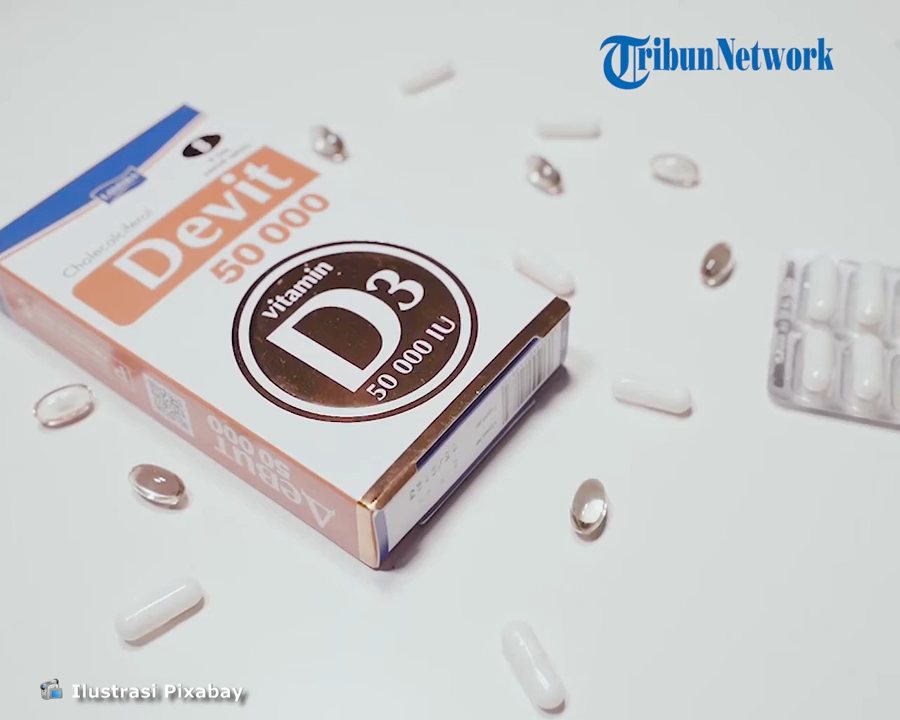 TribunNetwork
Cholecalciferol
Devit
50 000
vitamin
D3
50 000 IU
Девит
50 000
Ilustrasi Pixabay